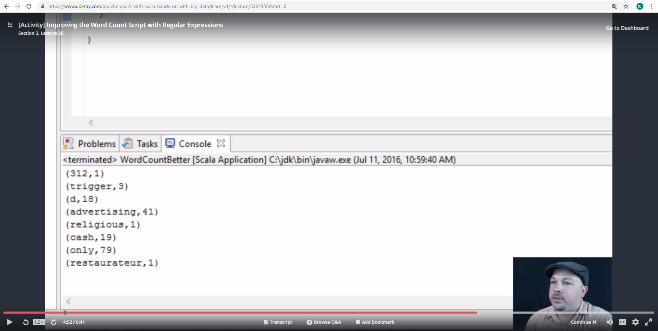 [Activity] Improving the Word Count Script with Regular Expressions
Go to Dashboard
}
Problems Tasks Console
<terminated> WordCountBetter [Scala Application] C:\jdk\bin\javaw.exe (Jul 11, 2016, 10:59:40 AM)
(312,1)
(trigger,3)
(d,18)
(advertising,41)
(religious,1)
(cash,19)
(only,79)
(restaurateur,1)
Transcript Browse Q&A Add Bookmark Continue